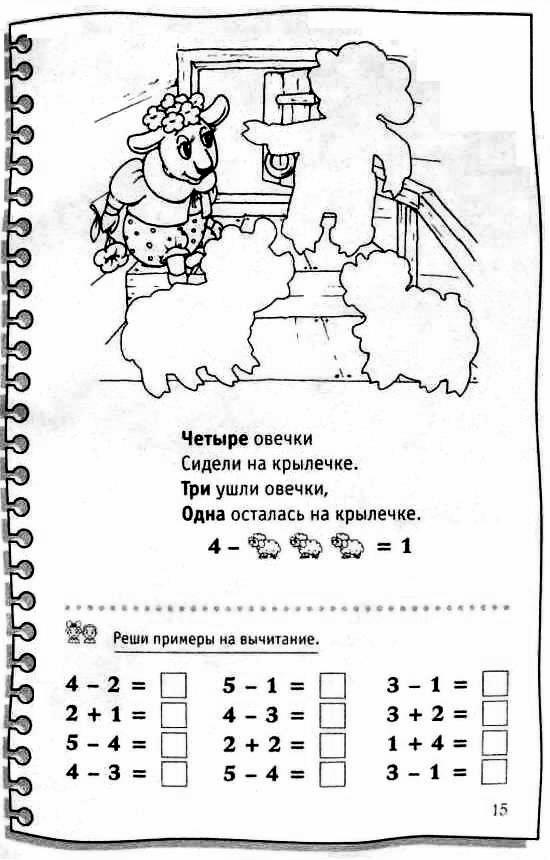 Четыре овечки
Сидели на крылечке.
Три ушли овечки,
Одна осталась на крылечке.
4 – = 1
Реши примеры на вычитание.
4 – 2 = 5 – 1 = 3 – 1 =
2 + 1 = 4 – 3 = 3 + 2 =
5 – 4 = 2 + 2 = 1 + 4 =
4 – 3 = 5 – 4 = 3 – 1 =
15